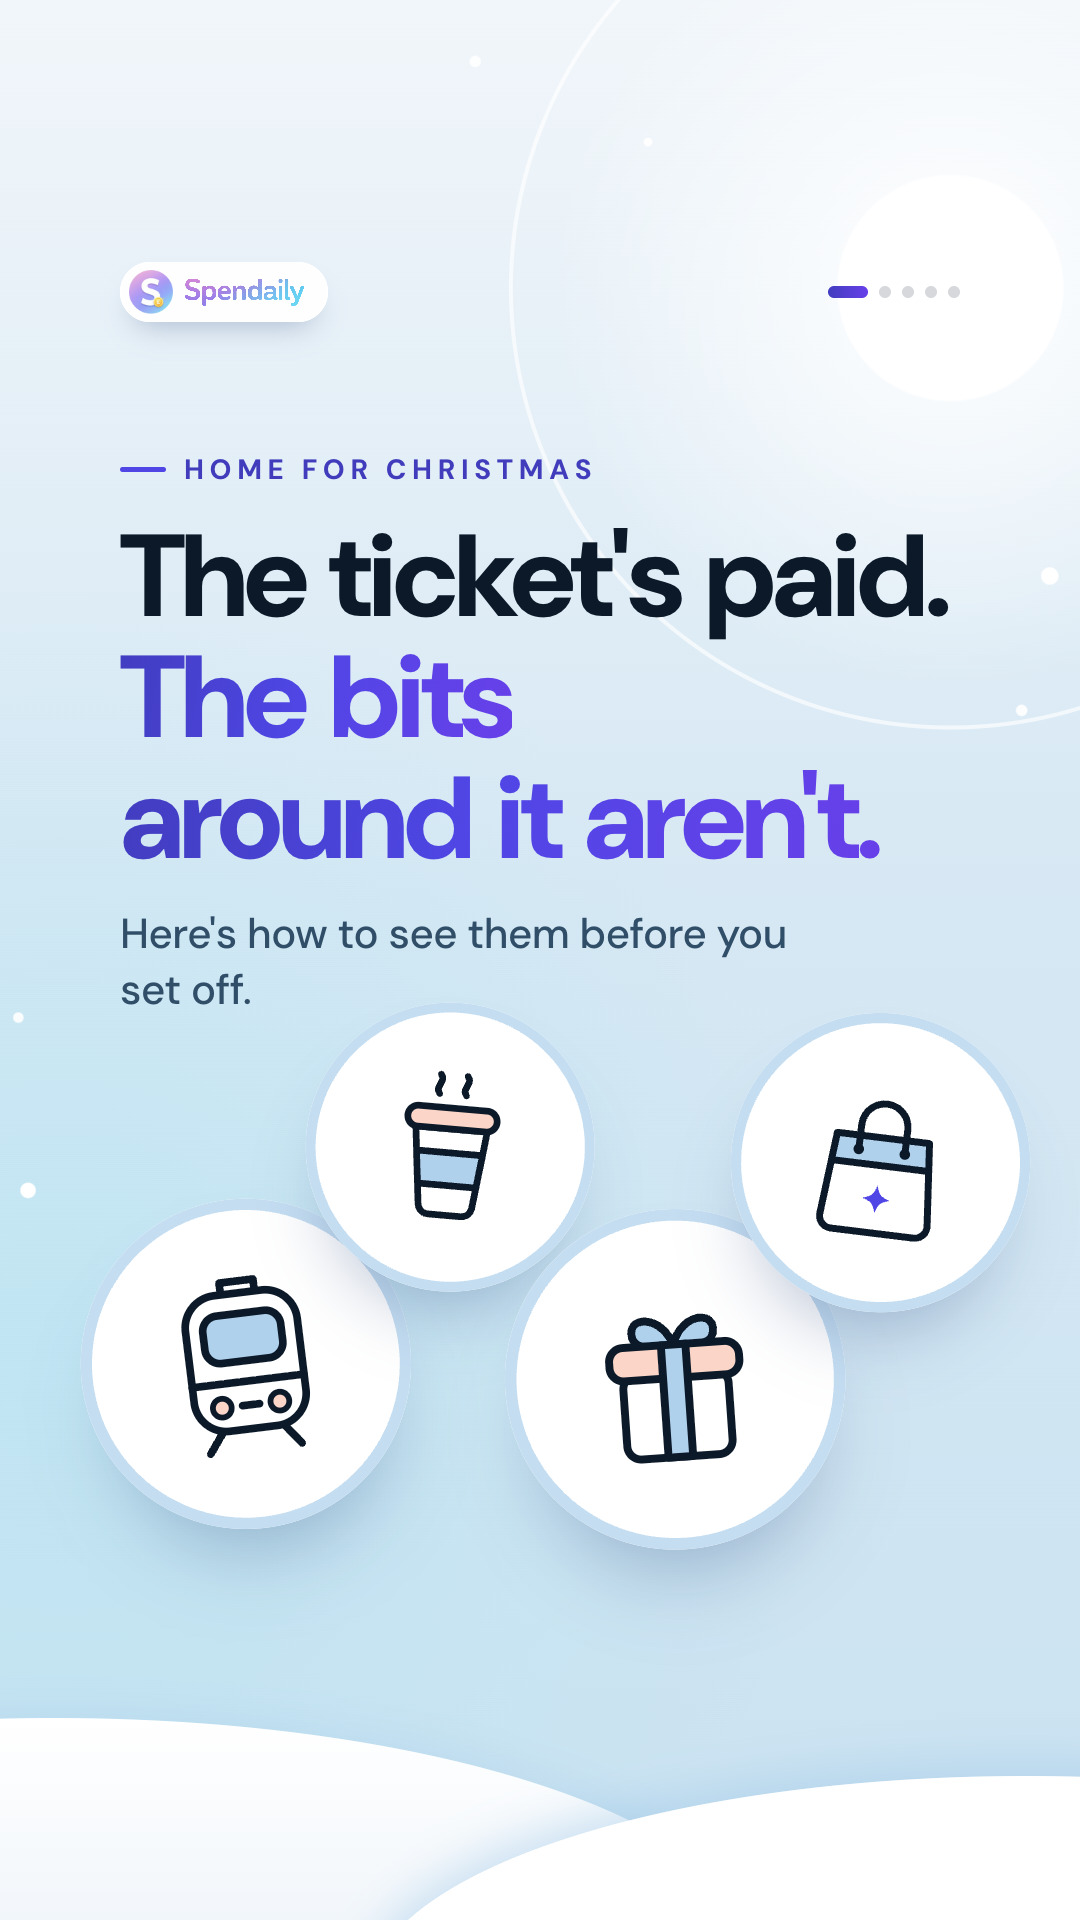 Spendaily
HOME FOR CHRISTMAS
The ticket's paid.
The bits
around it aren't.
Here's how to see them before you
set off.